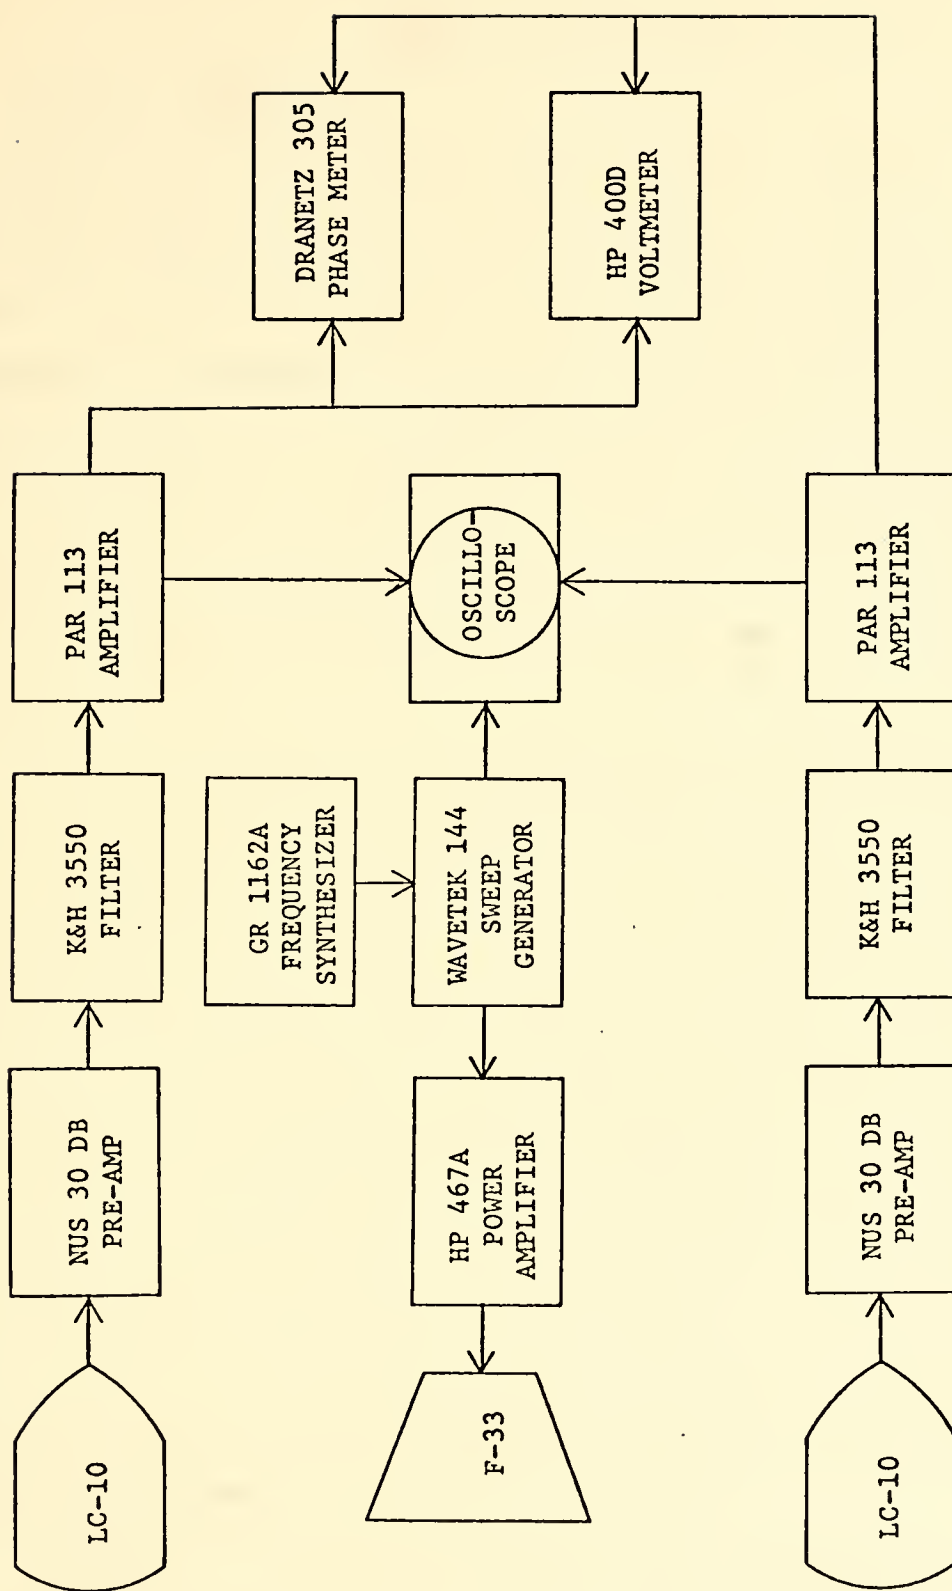 LC-10
NUS 30 DB
PRE-AMP
K&H 3550
FILTER
PAR 113
AMPLIFIER
DRANETZ 305
PHASE METER
GR 1162A
FREQUENCY
SYNTHESIZER
F-33
HP 467A
POWER
AMPLIFIER
WAVETEK 144
SWEEP
GENERATOR
OSCILLO-
SCOPE
HP 400D
VOLTMETER
LC-10
NUS 30 DB
PRE-AMP
K&H 3550
FILTER
PAR 113
AMPLIFIER